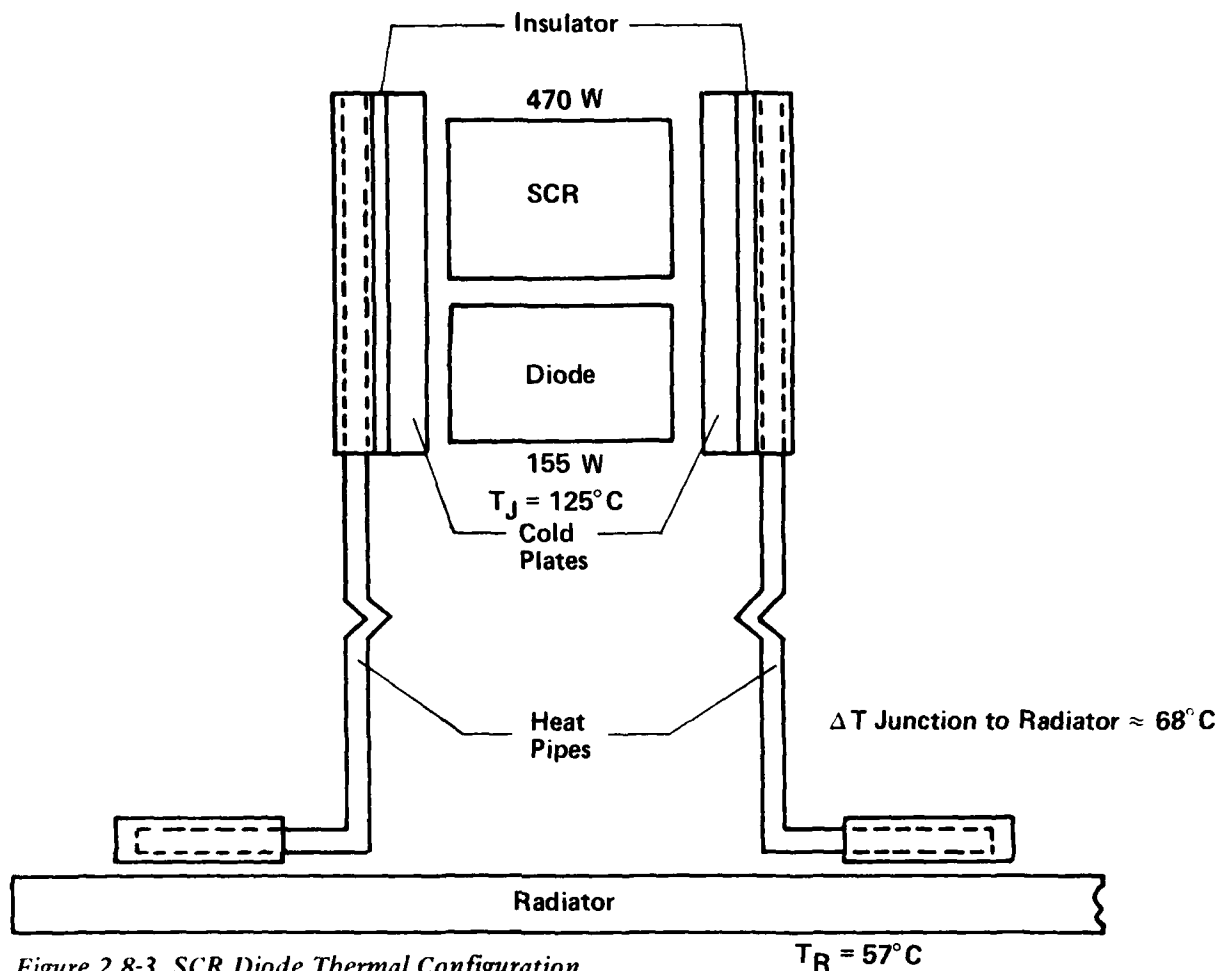 Insulator
470 W
SCR
Diode
155 W
T_J = 125°C
Cold
Plates
Heat
Pipes
ΔT Junction to Radiator ≈ 68°C
Radiator
T_R = 57°C
Figure 2.8-3. SCR Diode Thermal Configuration